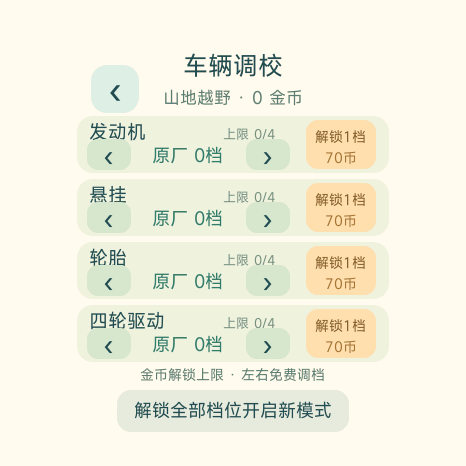 车辆调校
‹
山地越野 · 0 金币
发动机
上限 0/4
‹ 原厂 0档 ›
解锁1档
70币
悬挂
上限 0/4
‹ 原厂 0档 ›
解锁1档
70币
轮胎
上限 0/4
‹ 原厂 0档 ›
解锁1档
70币
四轮驱动
上限 0/4
‹ 原厂 0档 ›
解锁1档
70币
金币解锁上限 · 左右免费调档
解锁全部档位开启新模式